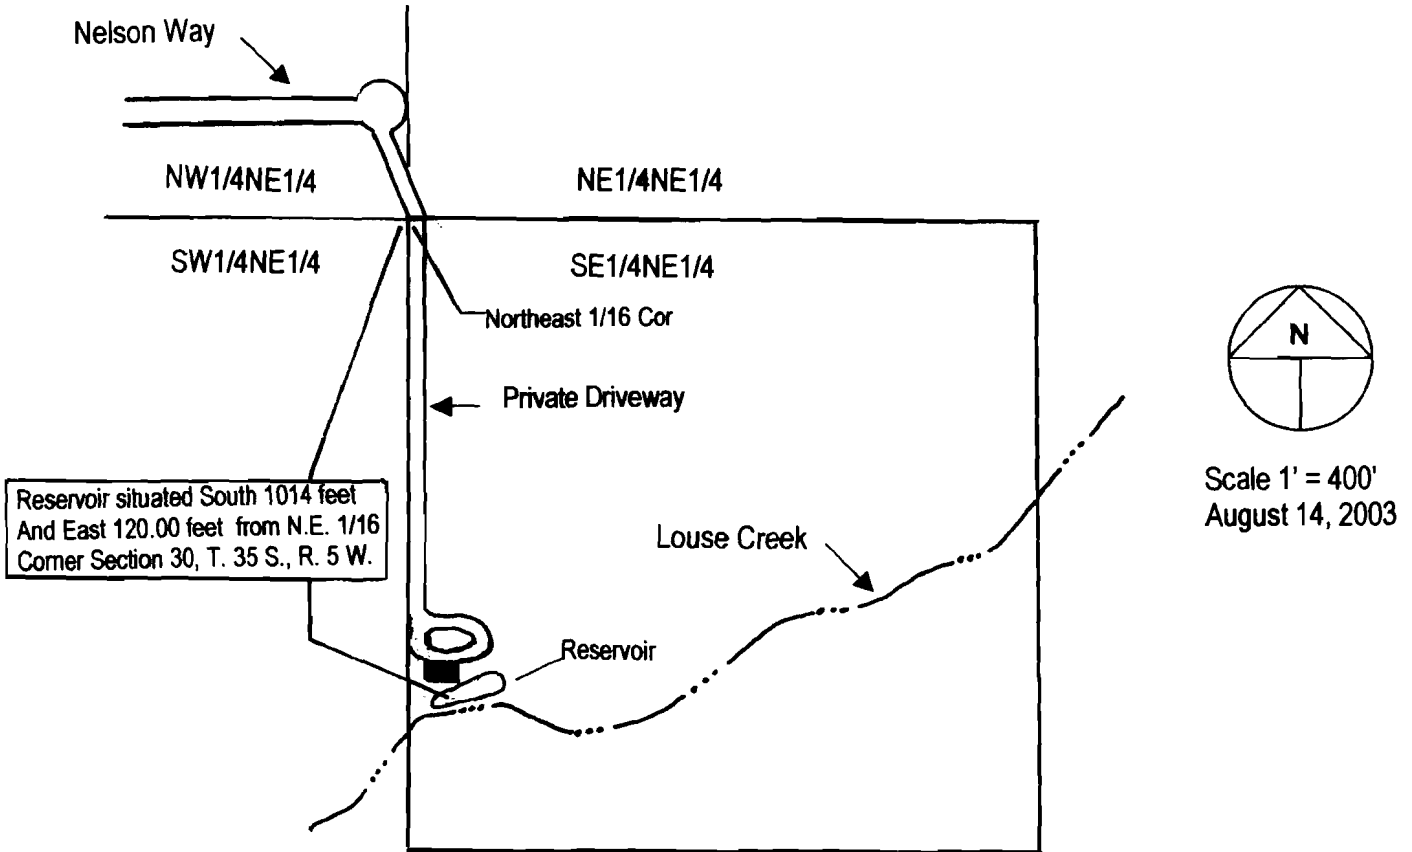 Nelson Way
NW1/4NE1/4
NE1/4NE1/4
SW1/4NE1/4
SE1/4NE1/4
Northeast 1/16 Cor
Private Driveway
N
Scale 1' = 400'
August 14, 2003
Reservoir situated South 1014 feet
And East 120.00 feet from N.E. 1/16
Corner Section 30, T. 35 S., R. 5 W.
Louse Creek
Reservoir